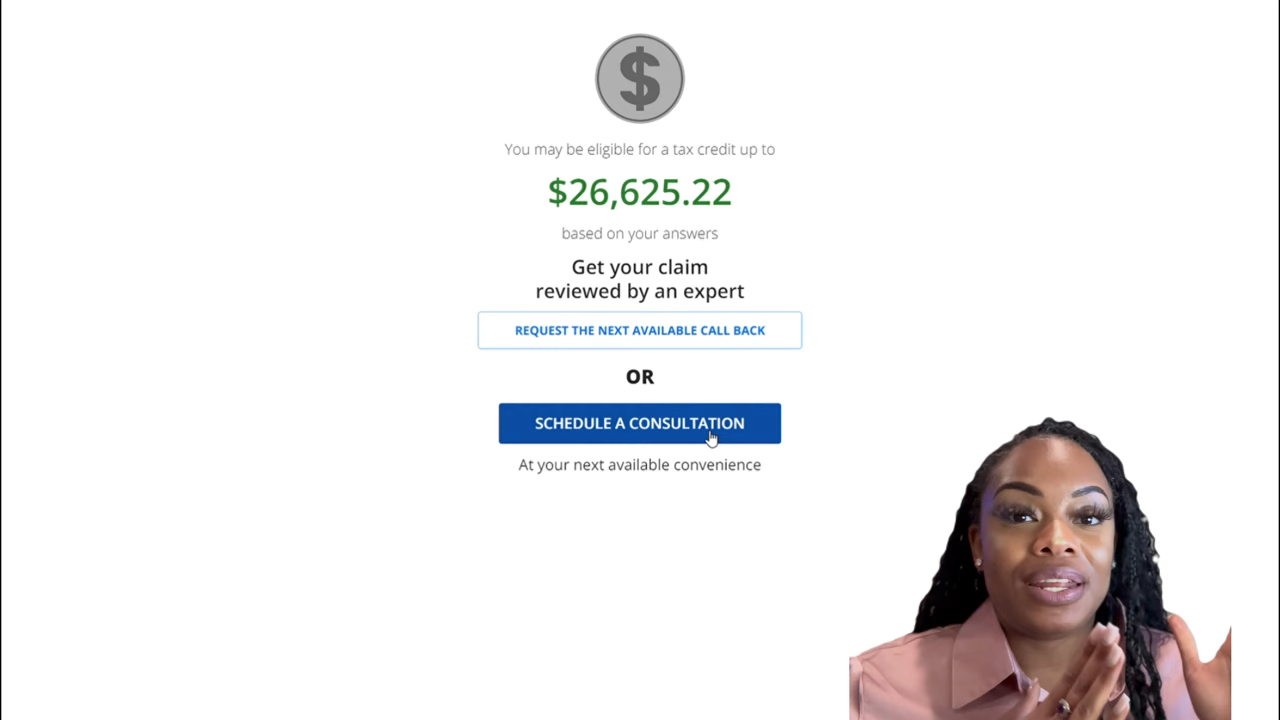 $
You may be eligible for a tax credit up to
$26,625.22
based on your answers
Get your claim
reviewed by an expert
REQUEST THE NEXT AVAILABLE CALL BACK
OR
SCHEDULE A CONSULTATION
At your next available convenience